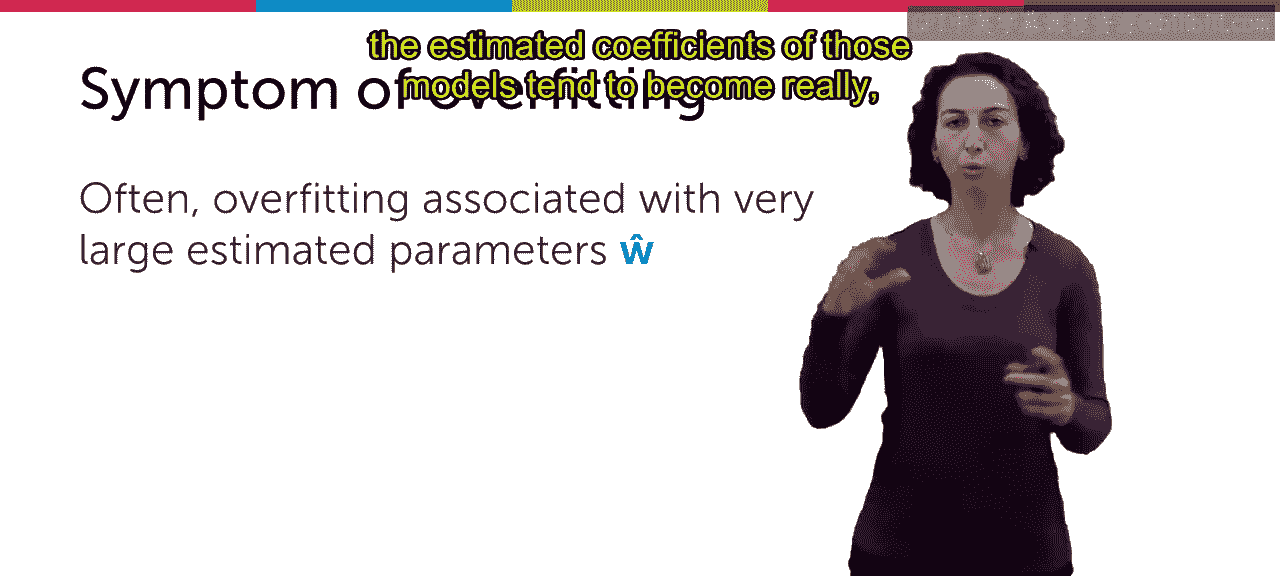 the estimated coefficients of those
models tend to become really,
Symptom of overfitting
Often, overfitting associated with very
large estimated parameters ŵ